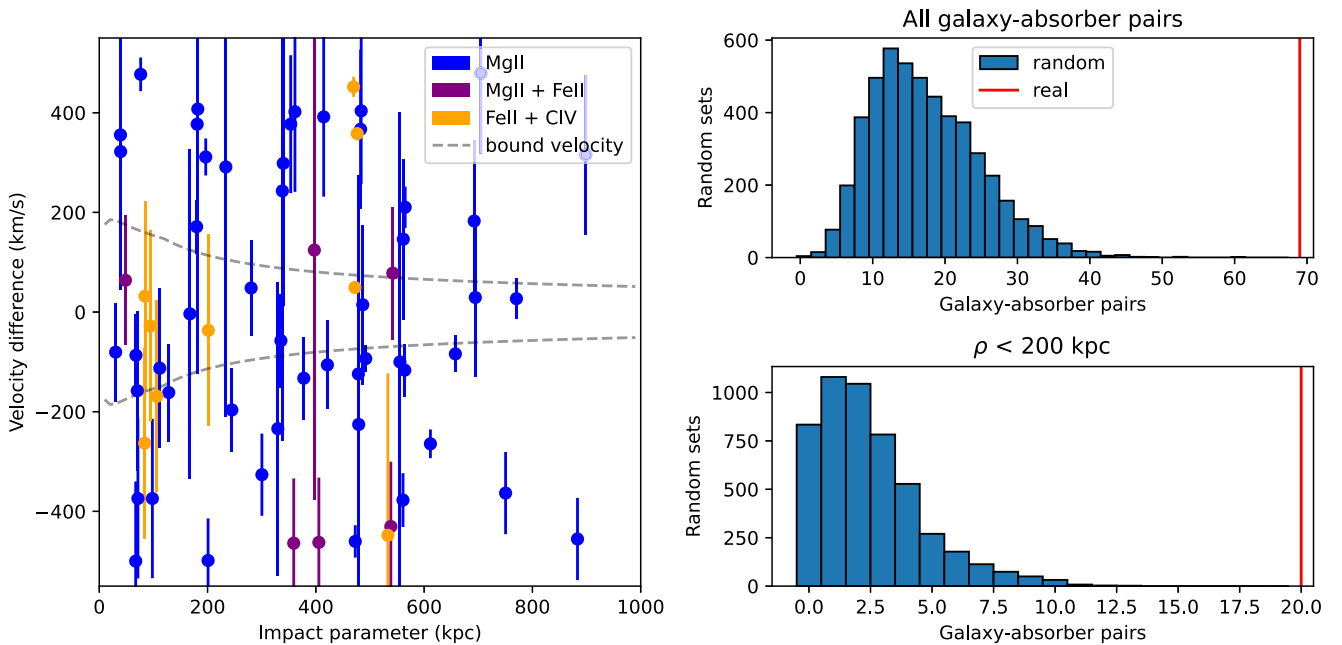 MgII
MgII + FeII
FeII + CIV
bound velocity
400
200
0
−200
−400
Velocity difference (km/s)
0 200 400 600 800 1000
Impact parameter (kpc)
All galaxy-absorber pairs
random
real
600
400
200
0
Random sets
0 10 20 30 40 50 60 70
Galaxy-absorber pairs
ρ < 200 kpc
1000
750
500
250
0
Random sets
0.0 2.5 5.0 7.5 10.0 12.5 15.0 17.5 20.0
Galaxy-absorber pairs